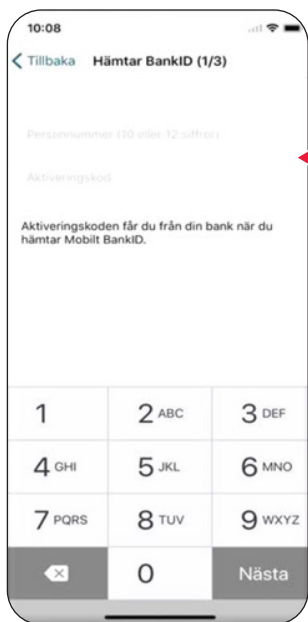 10:08
Tillbaka Hämtar BankID (1/3)
Personnummer (10 eller 12 siffror)
Aktiveringskod
Aktiveringskoden får du från din bank när du
hämtar Mobilt BankID.
1 2 ABC 3 DEF
4 GHI 5 JKL 6 MNO
7 PQRS 8 TUV 9 WXYZ
0 Nästa